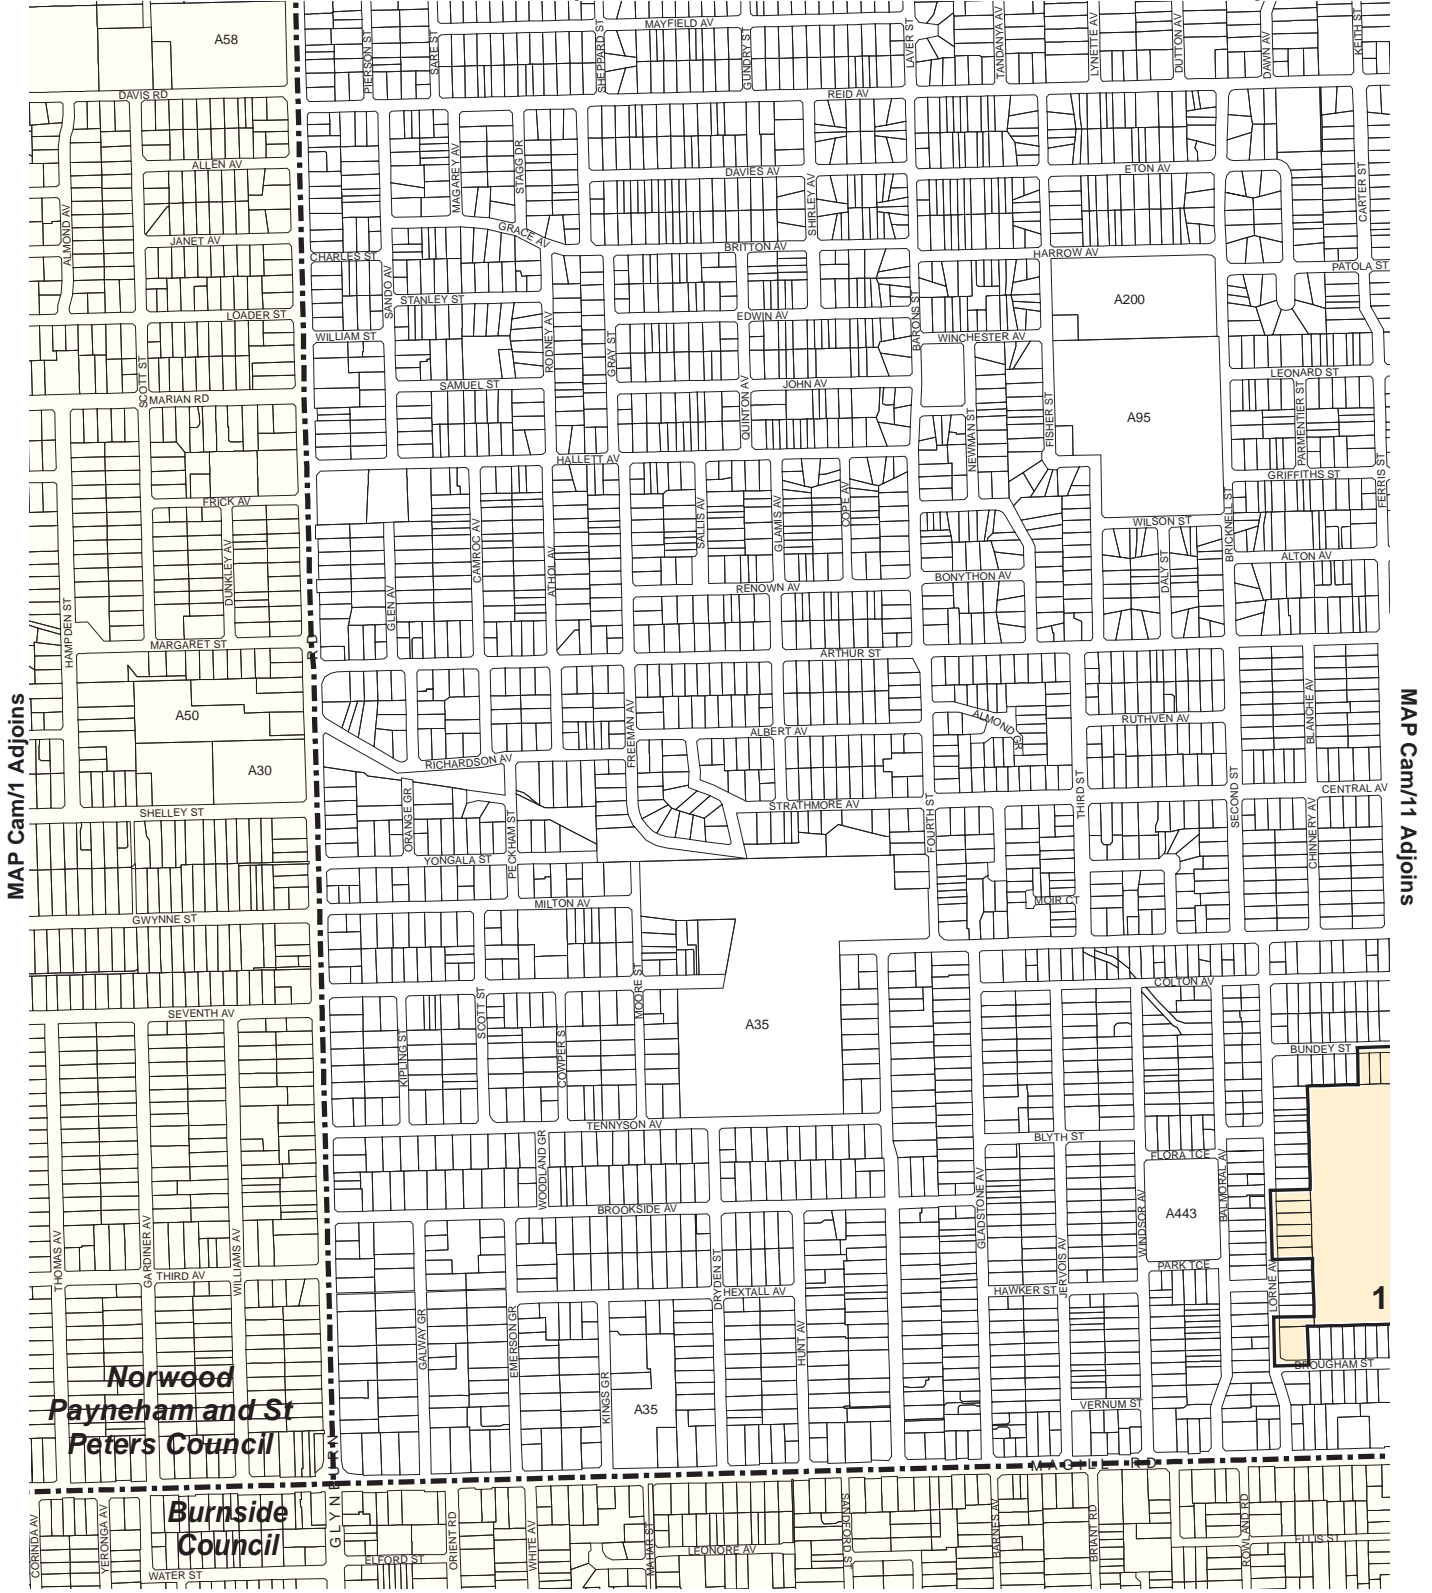 MAYFIELD AV
A58
PIERSON ST
SARE ST
SHEPPARD ST
GUNDRY ST
LAVER ST
TANDANYA AV
LYNETTE AV
DUTTON AV
DAWN AV
KEITH ST
DAVIS RD
REID AV
ALLEN AV
MAGAREY AV
STAGG DR
DAVIES AV
SHIRLEY AV
ETON AV
CARTER ST
ALMOND AV
JANET AV
GRACE AV
BRITTON AV
HARROW AV
CHARLES ST
SANDO AV
PATOLA ST
STANLEY ST
A200
LOADER ST
EDWIN AV
BARONS ST
WILLIAM ST
RODNEY AV
GRAY ST
WINCHESTER AV
SCOTT ST
SAMUEL ST
JOHN AV
LEONARD ST
MARIAN RD
QUINTON AV
NEWMAN ST
FISHER ST
A95
PARMENTIER ST
HALLETT AV
GRIFFITHS ST
FERRIS ST
FRICK AV
SALLIS AV
GLAMIS AV
COPE AV
WILSON ST
BRICKNELL ST
DUNKLEY AV
CAMROC AV
ATHOL AV
ALTON AV
GLEN AV
RENOWN AV
BONYTHON AV
DALY ST
HAMPDEN ST
MARGARET ST
RD
ARTHUR ST
MAP Cam/1 Adjoins
MAP Cam/11 Adjoins
A50
FREEMAN AV
ALMOND GR
RUTHVEN AV
BLANCHE AV
ALBERT AV
A30
RICHARDSON AV
ORANGE GR
THIRD ST
SECOND ST
CENTRAL AV
SHELLEY ST
PECKHAM ST
STRATHMORE AV
FOURTH ST
CHINNERY AV
YONGALA ST
MILTON AV
MOIR CT
GWYNNE ST
MOORE ST
COLTON AV
SEVENTH AV
SCOTT ST
A35
KIPLING ST
COWPER ST
BUNDEY ST
TENNYSON AV
BLYTH ST
WOODLAND GR
FLORA TCE
BROOKSIDE AV
GLADSTONE AV
WINDSOR AV
A443
BALMORAL AV
THOMAS AV
GARDINER AV
WILLIAMS AV
THIRD AV
JERVOIS AV
PARK TCE
DRYDEN ST
HEXTALL AV
HAWKER ST
LORNE AV
1
GALWAY GR
EMERSON GR
HUNT AV
BROUGHAM ST
Norwood
Payneham and St
Peters Council
KINGS GR
A35
VERNUM ST
MAGILL RD
GLYNBURN
Burnside
Council
CORINDA AV
YERONGA AV
ORIENT RD
WHITE AV
MAHAR ST
SANDFORD ST
BARNES AV
BRIANT RD
ROWLAND RD
ELLIS ST
LEONORE AV
ELFORD ST
WATER ST